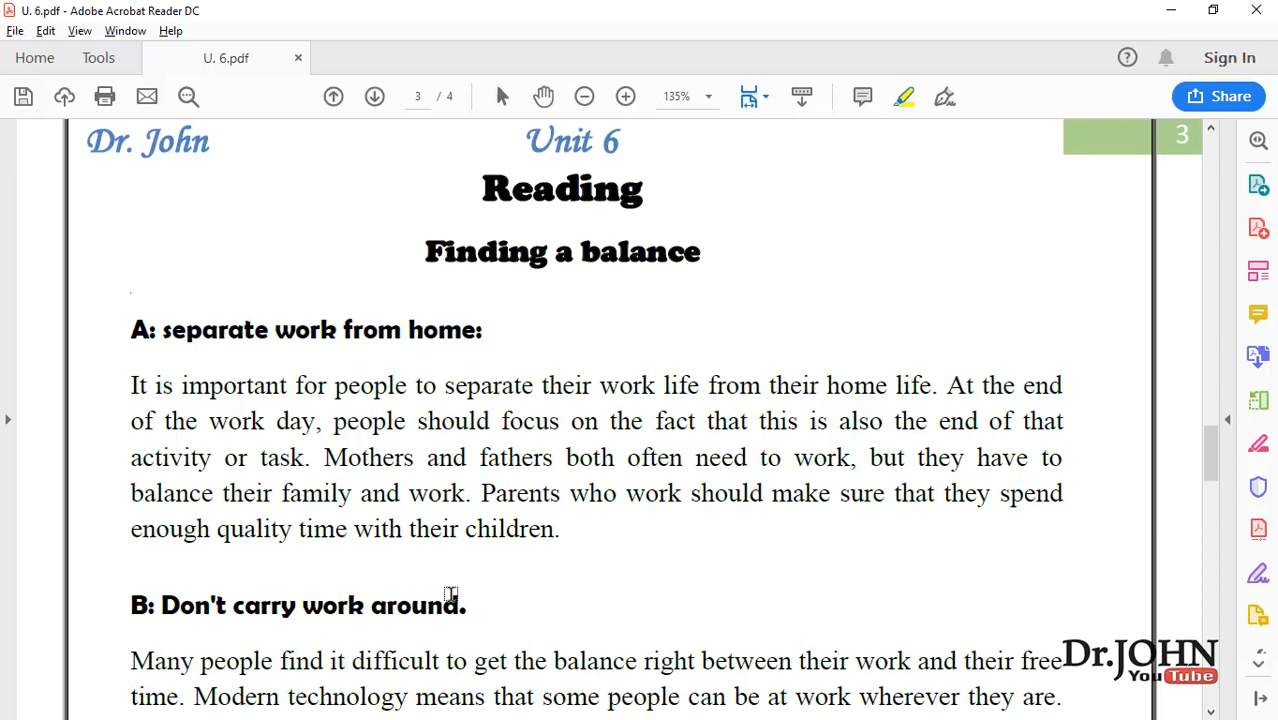 U. 6.pdf - Adobe Acrobat Reader DC
File Edit View Window Help
Home Tools U. 6.pdf × Sign In
3 / 4 135% Share
Dr. John Unit 6 3
Reading
Finding a balance
A: separate work from home:
It is important for people to separate their work life from their home life. At the end
of the work day, people should focus on the fact that this is also the end of that
activity or task. Mothers and fathers both often need to work, but they have to
balance their family and work. Parents who work should make sure that they spend
enough quality time with their children.
B: Don't carry work around.
Many people find it difficult to get the balance right between their work and their free
time. Modern technology means that some people can be at work wherever they are.
Dr.JOHN
YouTube